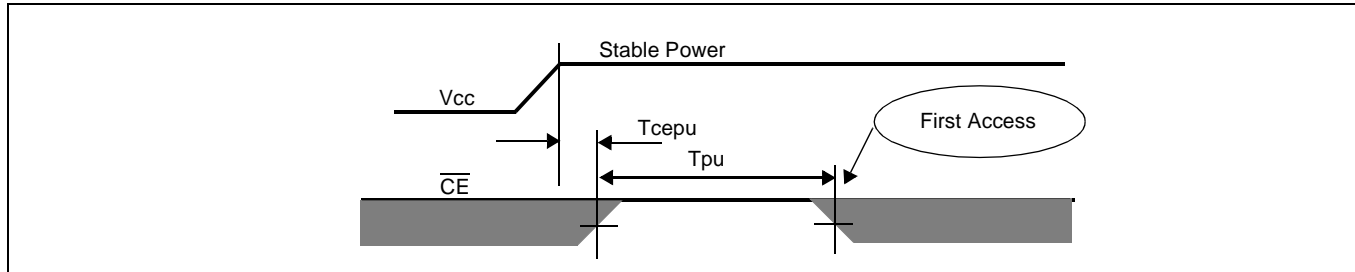 Stable Power
Vcc
Tcepu
First Access
Tpu
CE